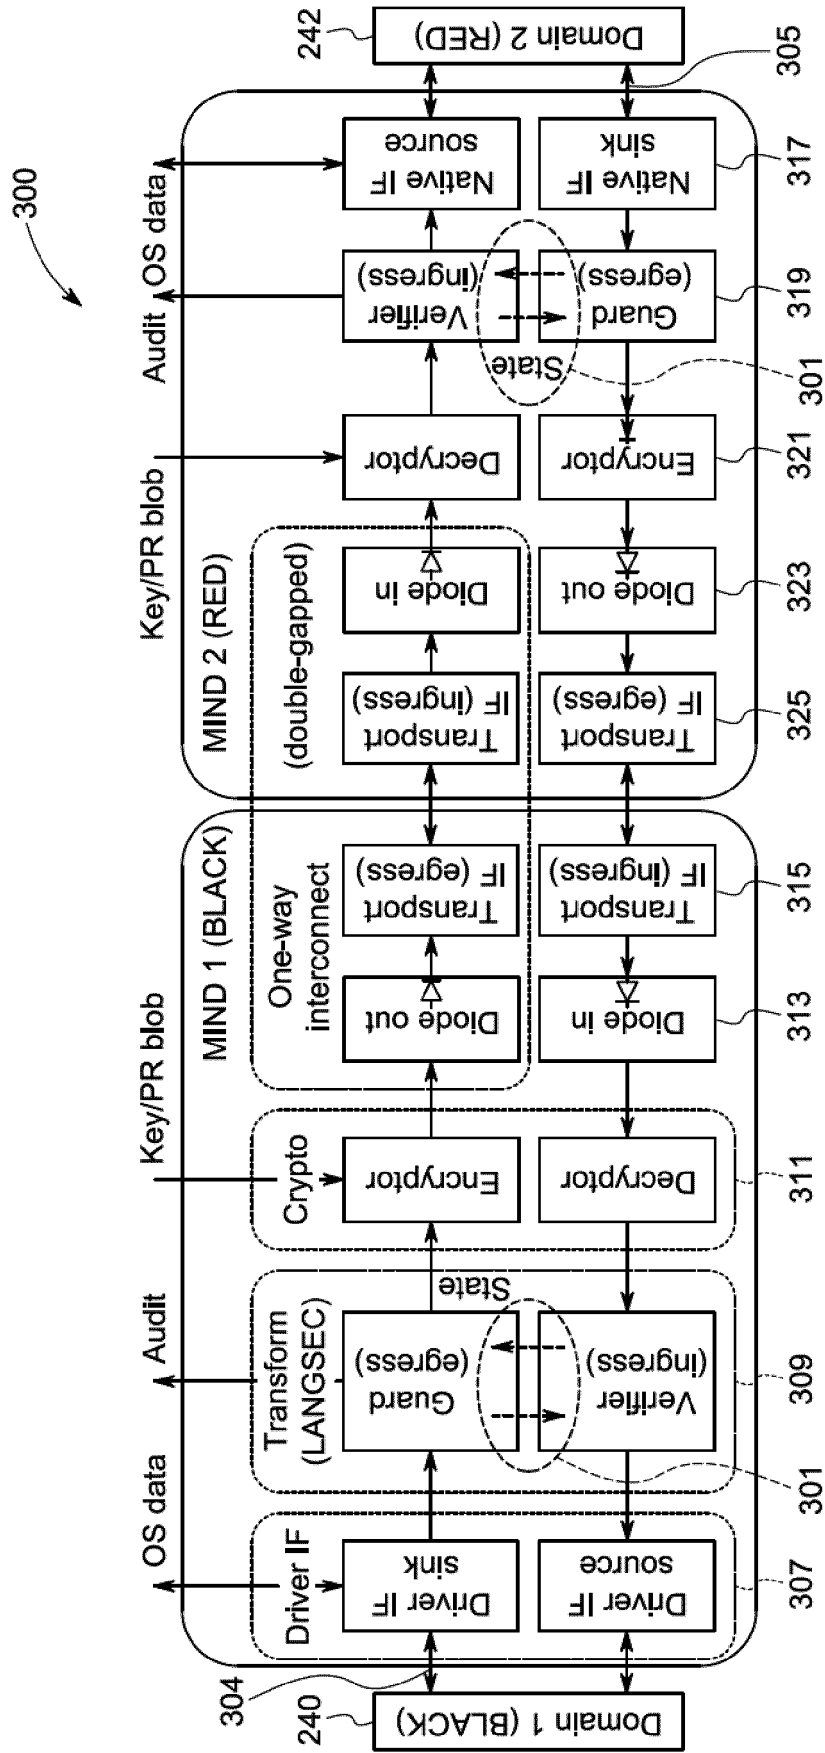 300
OS data
Audit
Key/PR blob
Key/PR blob
Audit
OS data
MIND 1 (BLACK)
MIND 2 (RED)
Driver IF
Transform
(LANGSEC)
Crypto
One-way
interconnect
(double-gapped)
240
Domain 1 (BLACK)
304
Driver IF
sink
Guard
(egress)
State
Encryptor
Diode out
Transport
IF (egress)
Transport
IF (ingress)
Diode in
Decryptor
Verifier
(ingress)
State
Native IF
source
242
Domain 2 (RED)
Driver IF
source
Verifier
(ingress)
Decryptor
Diode in
Transport
IF (ingress)
Transport
IF (egress)
Diode out
Encryptor
Guard
(egress)
Native IF
sink
305
307
301
309
311
313
315
325
323
321
301
319
317